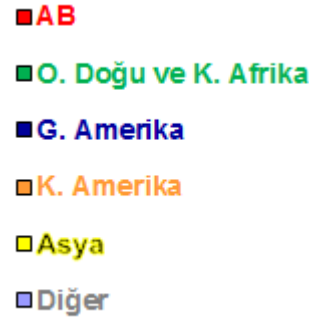 AB
O. Doğu ve K. Afrika
G. Amerika
K. Amerika
Asya
Diğer